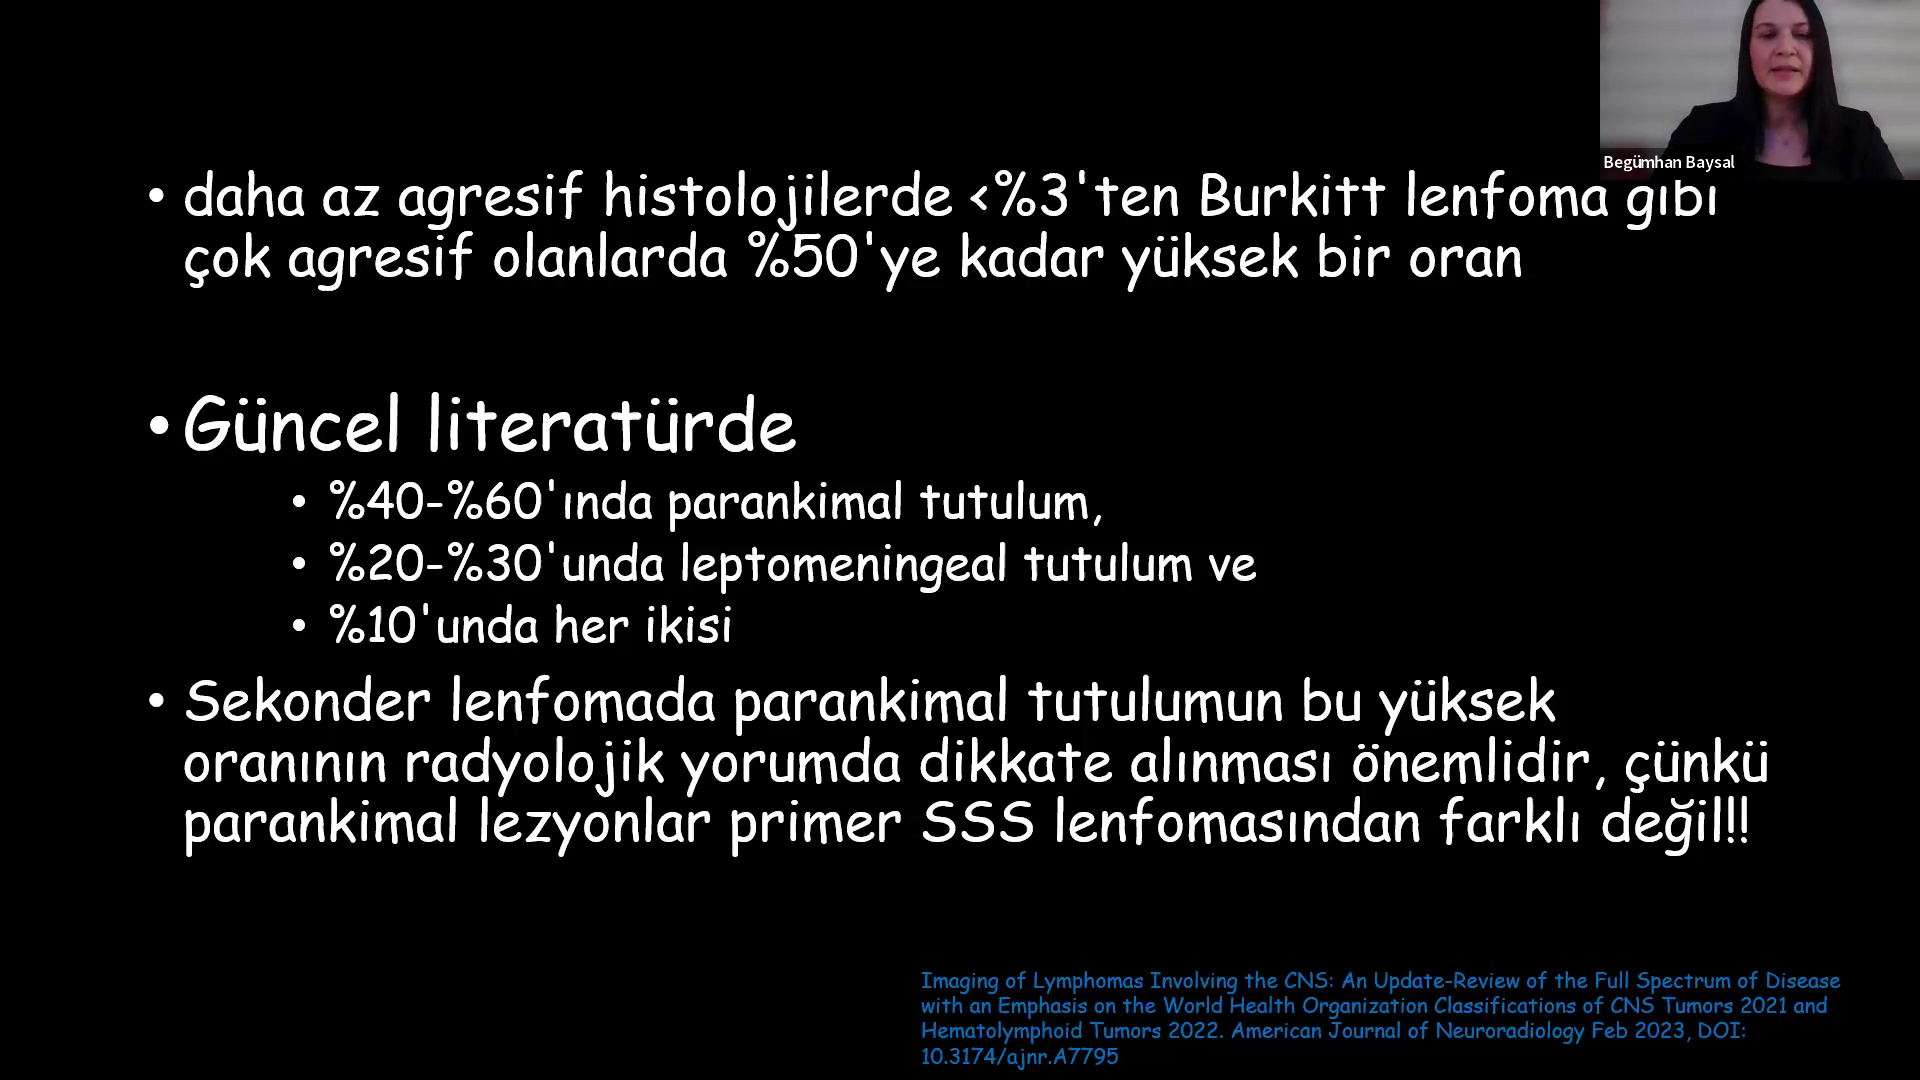 Begümhan Baysal
• daha az agresif histolojilerde <%3'ten Burkitt lenfoma gibi
çok agresif olanlarda %50'ye kadar yüksek bir oran
• Güncel literatürde
• %40-%60'ında parankimal tutulum,
• %20-%30'unda leptomeningeal tutulum ve
• %10'unda her ikisi
• Sekonder lenfomada parankimal tutulumun bu yüksek
oranının radyolojik yorumda dikkate alınması önemlidir, çünkü
parankimal lezyonlar primer SSS lenfomasından farklı değil!!
Imaging of Lymphomas Involving the CNS: An Update-Review of the Full Spectrum of Disease
with an Emphasis on the World Health Organization Classifications of CNS Tumors 2021 and
Hematolymphoid Tumors 2022. American Journal of Neuroradiology Feb 2023, DOI:
10.3174/ajnr.A7795